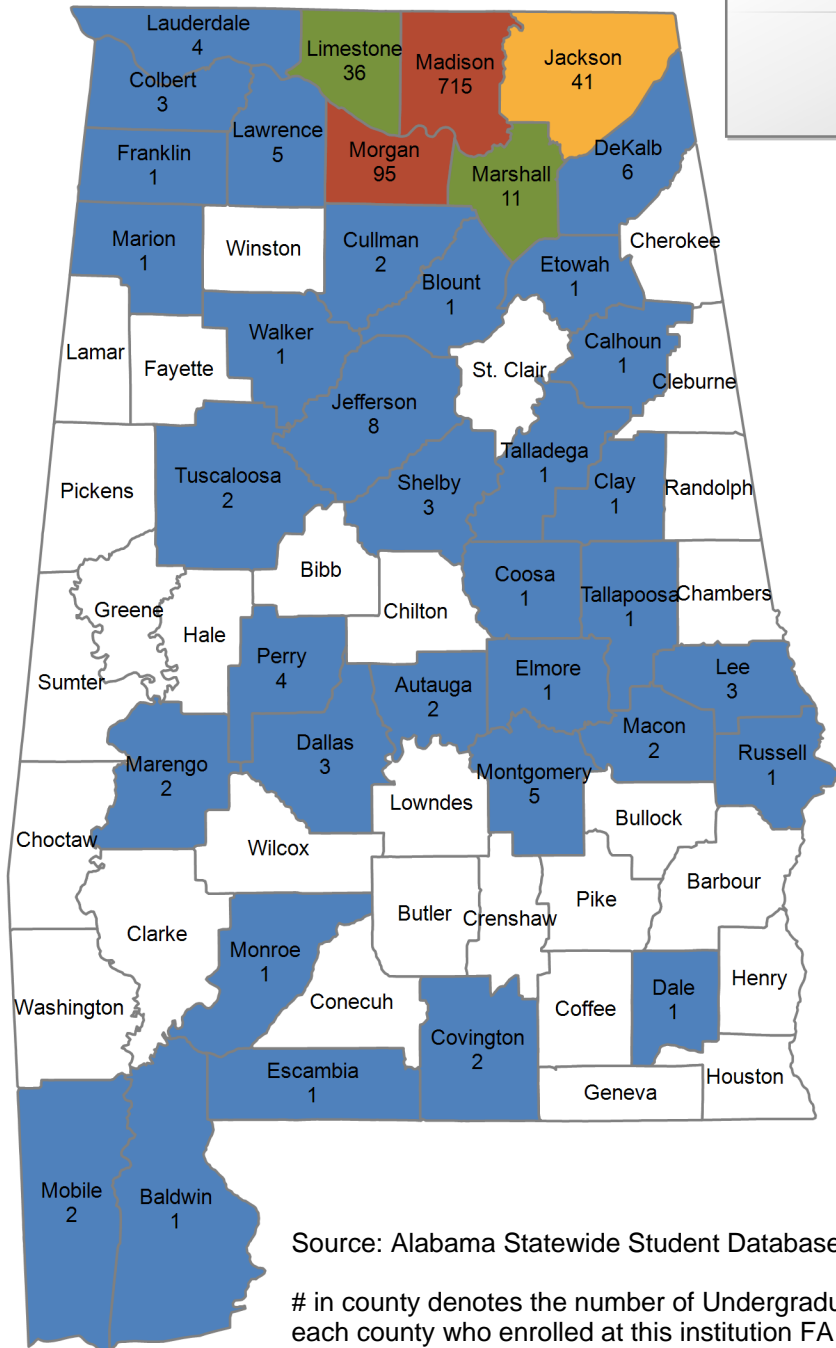 Lauderdale
4
Limestone
36
Madison
715
Jackson
41
Colbert
3
Lawrence
5
Franklin
1
Morgan
95
Marshall
11
DeKalb
6
Marion
1
Winston
Cullman
2
Blount
1
Etowah
1
Cherokee
Lamar
Fayette
Walker
1
Jefferson
8
St. Clair
Calhoun
1
Cleburne
Pickens
Tuscaloosa
2
Shelby
3
Talladega
1
Clay
1
Randolph
Bibb
Chilton
Coosa
1
Tallapoosa
1
Chambers
Greene
Hale
Sumter
Perry
4
Autauga
2
Elmore
1
Lee
3
Marengo
2
Dallas
3
Montgomery
5
Macon
2
Russell
1
Lowndes
Bullock
Choctaw
Wilcox
Clarke
Butler
Crenshaw
Pike
Barbour
Monroe
1
Conecuh
Washington
Covington
2
Coffee
Dale
1
Henry
Escambia
1
Geneva
Houston
Mobile
2
Baldwin
1
Source: Alabama Statewide Student Database
# in county denotes the number of Undergradu
each county who enrolled at this institution FA